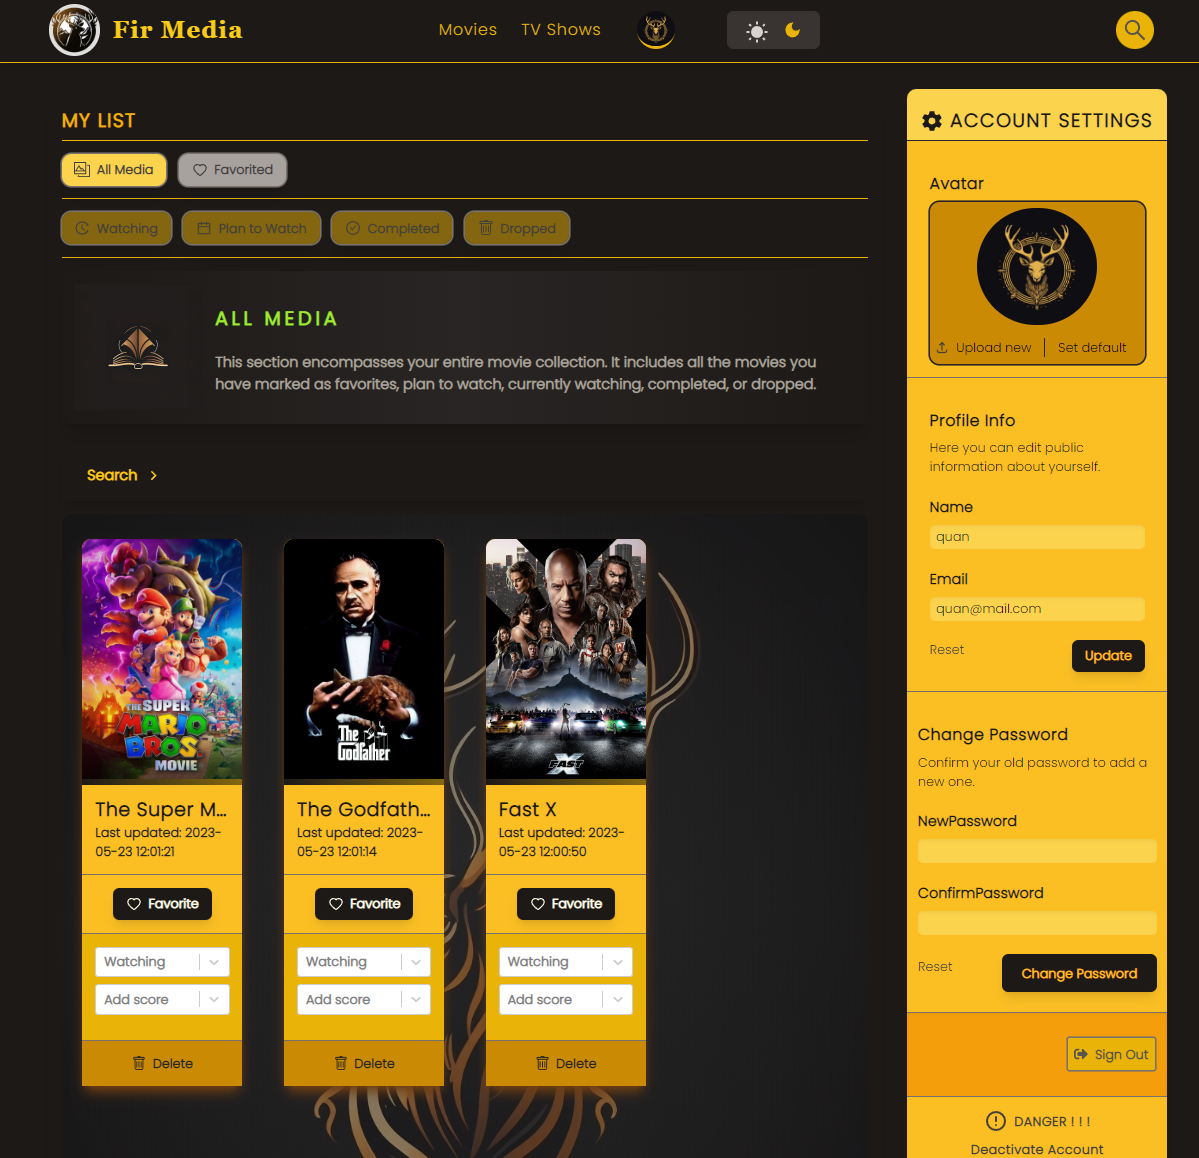 Fir Media
Movies
TV Shows
MY LIST
All Media
Favorited
Watching
Plan to Watch
Completed
Dropped
ALL MEDIA
This section encompasses your entire movie collection. It includes all the movies you
have marked as favorites, plan to watch, currently watching, completed, or dropped.
Search
THE SUPER
MARIO
BROS.
MOVIE
The Super M...
Last updated: 2023-
05-23 12:01:21
Favorite
Watching
Add score
Delete
The
Godfather
The Godfath...
Last updated: 2023-
05-23 12:01:14
Favorite
Watching
Add score
Delete
FAST X
Fast X
Last updated: 2023-
05-23 12:00:50
Favorite
Watching
Add score
Delete
ACCOUNT SETTINGS
Avatar
Upload new
Set default
Profile Info
Here you can edit public
information about yourself.
Name
quan
Email
quan@mail.com
Reset
Update
Change Password
Confirm your old password to add a
new one.
NewPassword
ConfirmPassword
Reset
Change Password
Sign Out
DANGER ! ! !
Deactivate Account